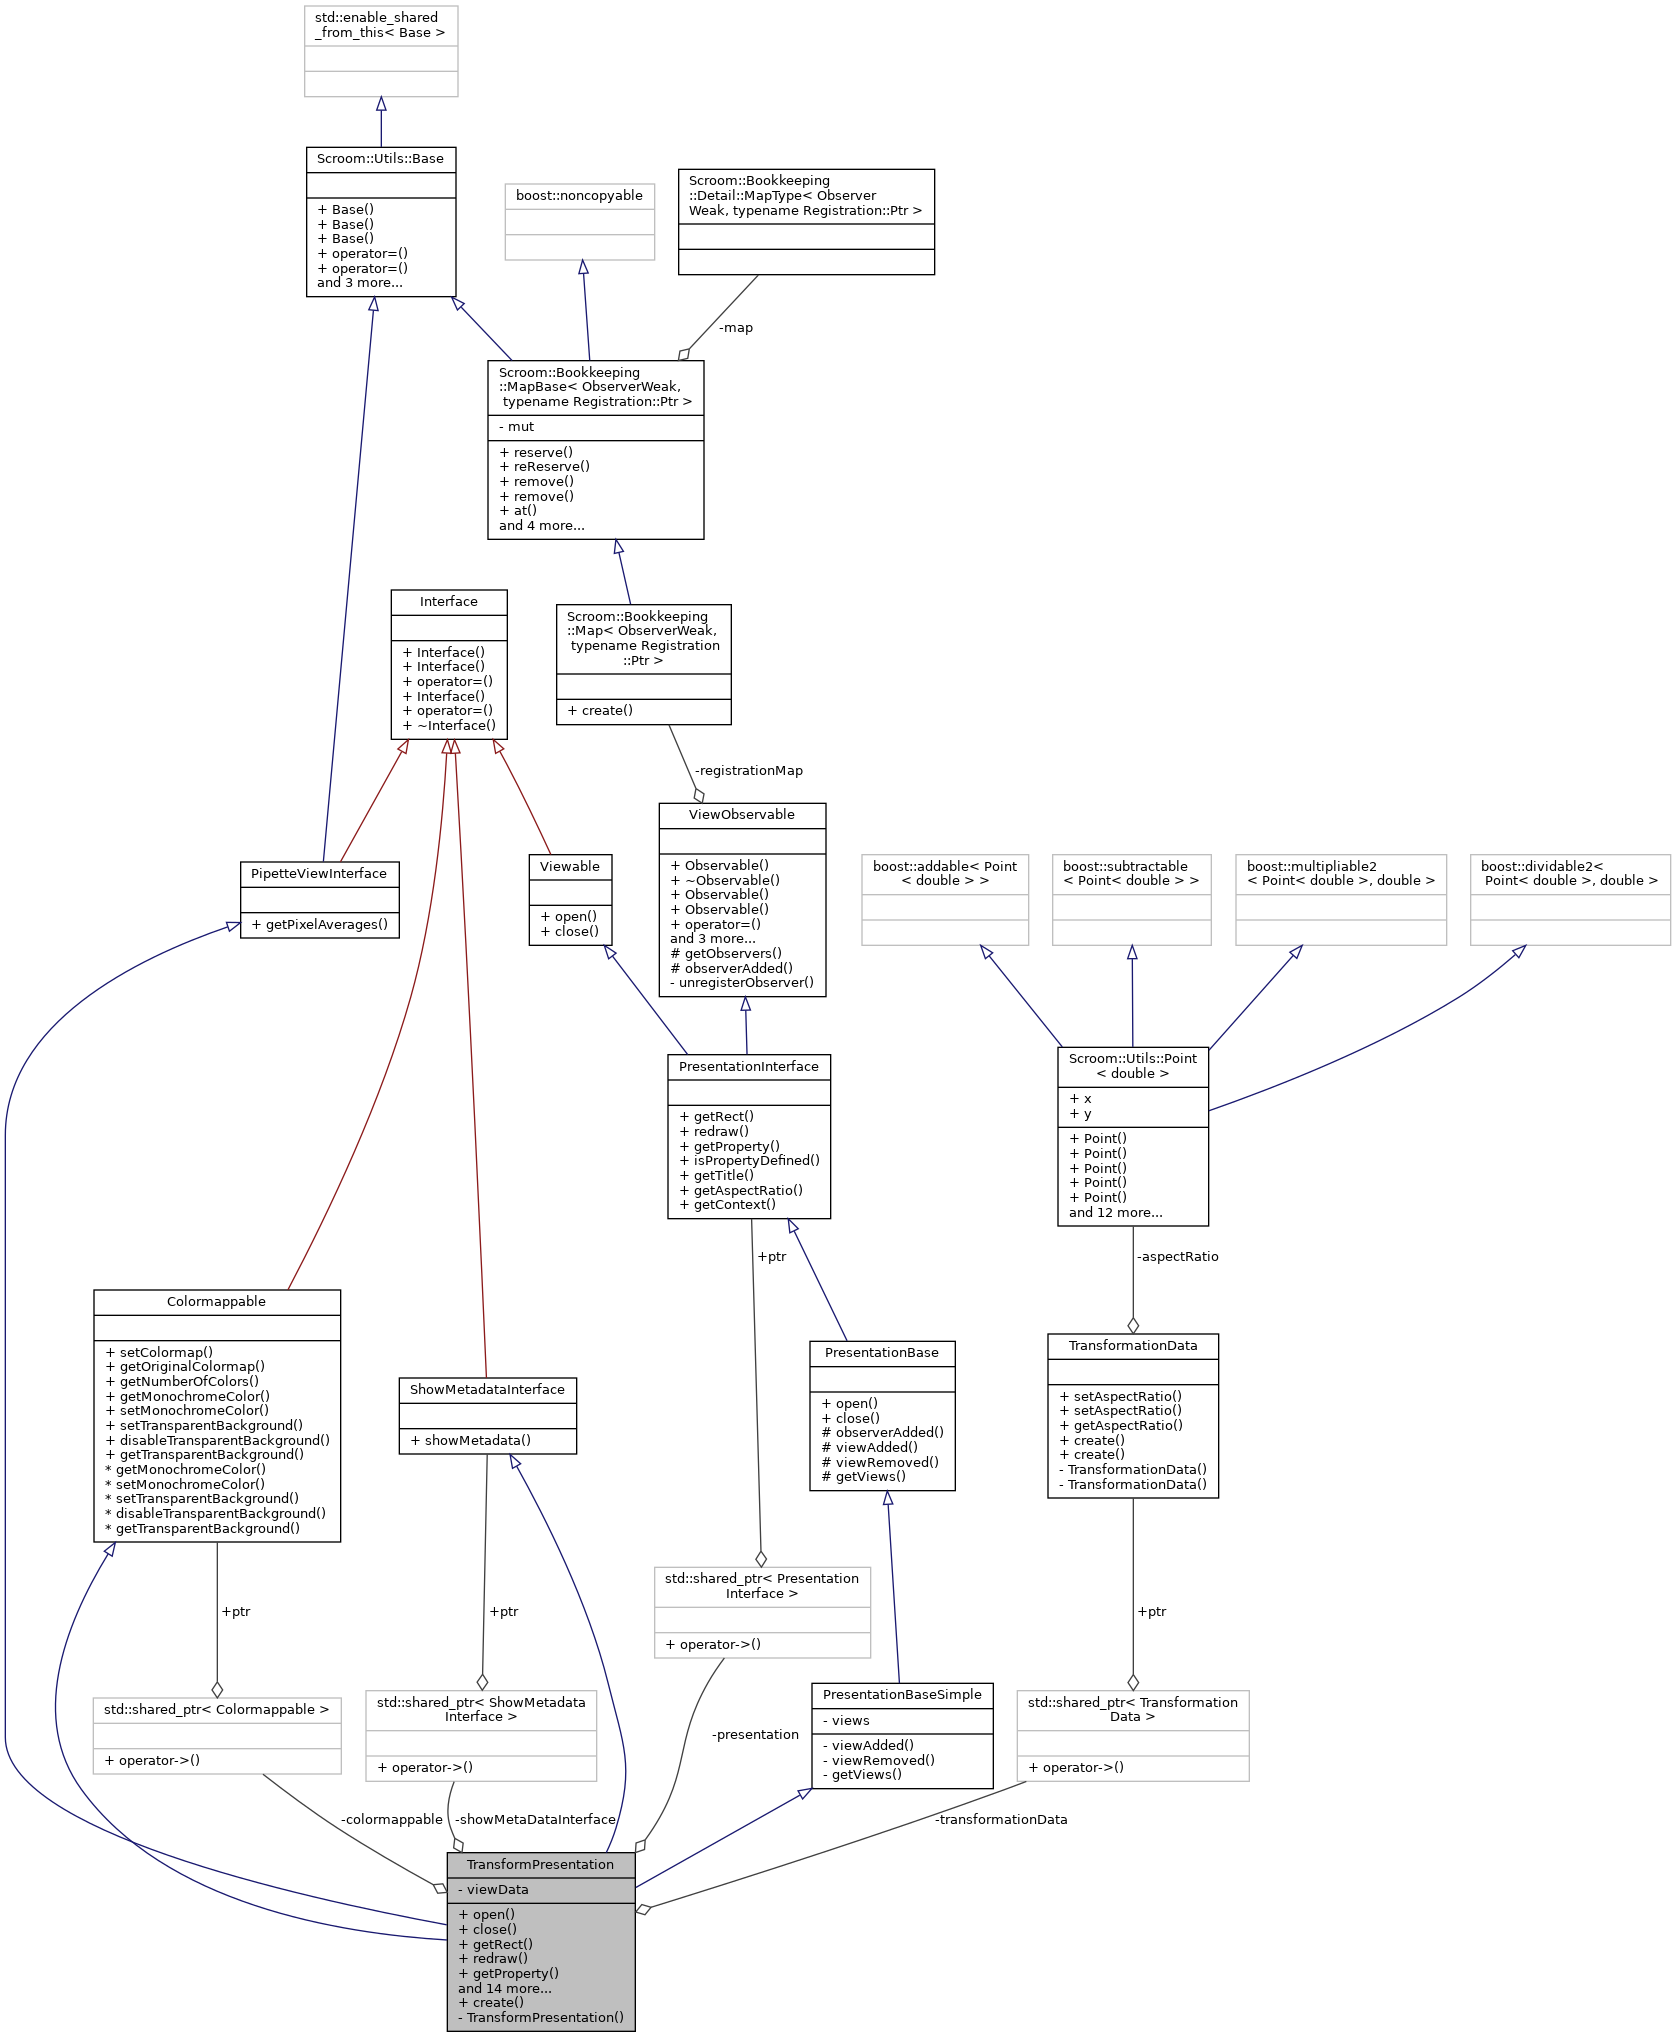 std::enable_shared
_from_this< Base >
Scroom::Utils::Base
+ Base()
+ Base()
+ Base()
+ operator=()
+ operator=()
and 3 more...
boost::noncopyable
Scroom::Bookkeeping
::Detail::MapType< Observer
Weak, typename Registration::Ptr >
-map
Scroom::Bookkeeping
::MapBase< ObserverWeak,
typename Registration::Ptr >
- mut
+ reserve()
+ reReserve()
+ remove()
+ remove()
+ at()
and 4 more...
Interface
+ Interface()
+ Interface()
+ operator=()
+ Interface()
+ operator=()
+ ~Interface()
Scroom::Bookkeeping
::Map< ObserverWeak,
typename Registration
::Ptr >
+ create()
-registrationMap
PipetteViewInterface
+ getPixelAverages()
Viewable
+ open()
+ close()
ViewObservable
+ Observable()
+ ~Observable()
+ Observable()
+ Observable()
+ operator=()
and 3 more...
# getObservers()
# observerAdded()
- unregisterObserver()
boost::addable< Point
< double > >
boost::subtractable
< Point< double > >
boost::multipliable2
< Point< double >, double >
boost::dividable2<
Point< double >, double >
PresentationInterface
+ getRect()
+ redraw()
+ getProperty()
+ isPropertyDefined()
+ getTitle()
+ getAspectRatio()
+ getContext()
Scroom::Utils::Point
< double >
+ x
+ y
+ Point()
+ Point()
+ Point()
+ Point()
+ Point()
and 12 more...
+ptr
-aspectRatio
Colormappable
+ setColormap()
+ getOriginalColormap()
+ getNumberOfColors()
+ getMonochromeColor()
+ setMonochromeColor()
+ setTransparentBackground()
+ disableTransparentBackground()
+ getTransparentBackground()
* getMonochromeColor()
* setMonochromeColor()
* setTransparentBackground()
* disableTransparentBackground()
* getTransparentBackground()
ShowMetadataInterface
+ showMetadata()
PresentationBase
+ open()
+ close()
# observerAdded()
# viewAdded()
# viewRemoved()
# getViews()
TransformationData
+ setAspectRatio()
+ setAspectRatio()
+ getAspectRatio()
+ create()
+ create()
- TransformationData()
- TransformationData()
+ptr
+ptr
std::shared_ptr< Presentation
Interface >
+ operator->()
+ptr
std::shared_ptr< Colormappable >
+ operator->()
std::shared_ptr< ShowMetadata
Interface >
+ operator->()
-presentation
PresentationBaseSimple
- views
- viewAdded()
- viewRemoved()
- getViews()
std::shared_ptr< Transformation
Data >
+ operator->()
-colormappable
-showMetaDataInterface
-transformationData
TransformPresentation
- viewData
+ open()
+ close()
+ getRect()
+ redraw()
+ getProperty()
and 14 more...
+ create()
- TransformPresentation()